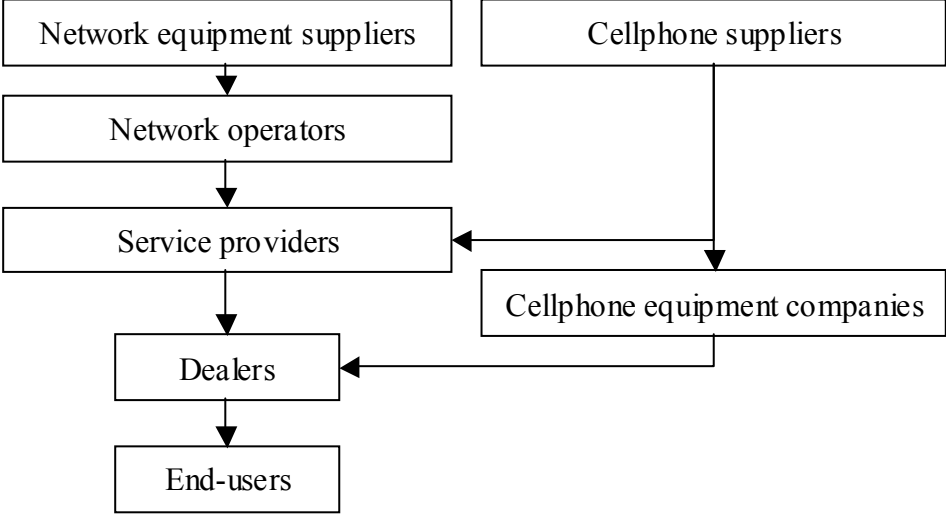 Network equipment suppliers
Cellphone suppliers
Network operators
Service providers
Cellphone equipment companies
Dealers
End-users